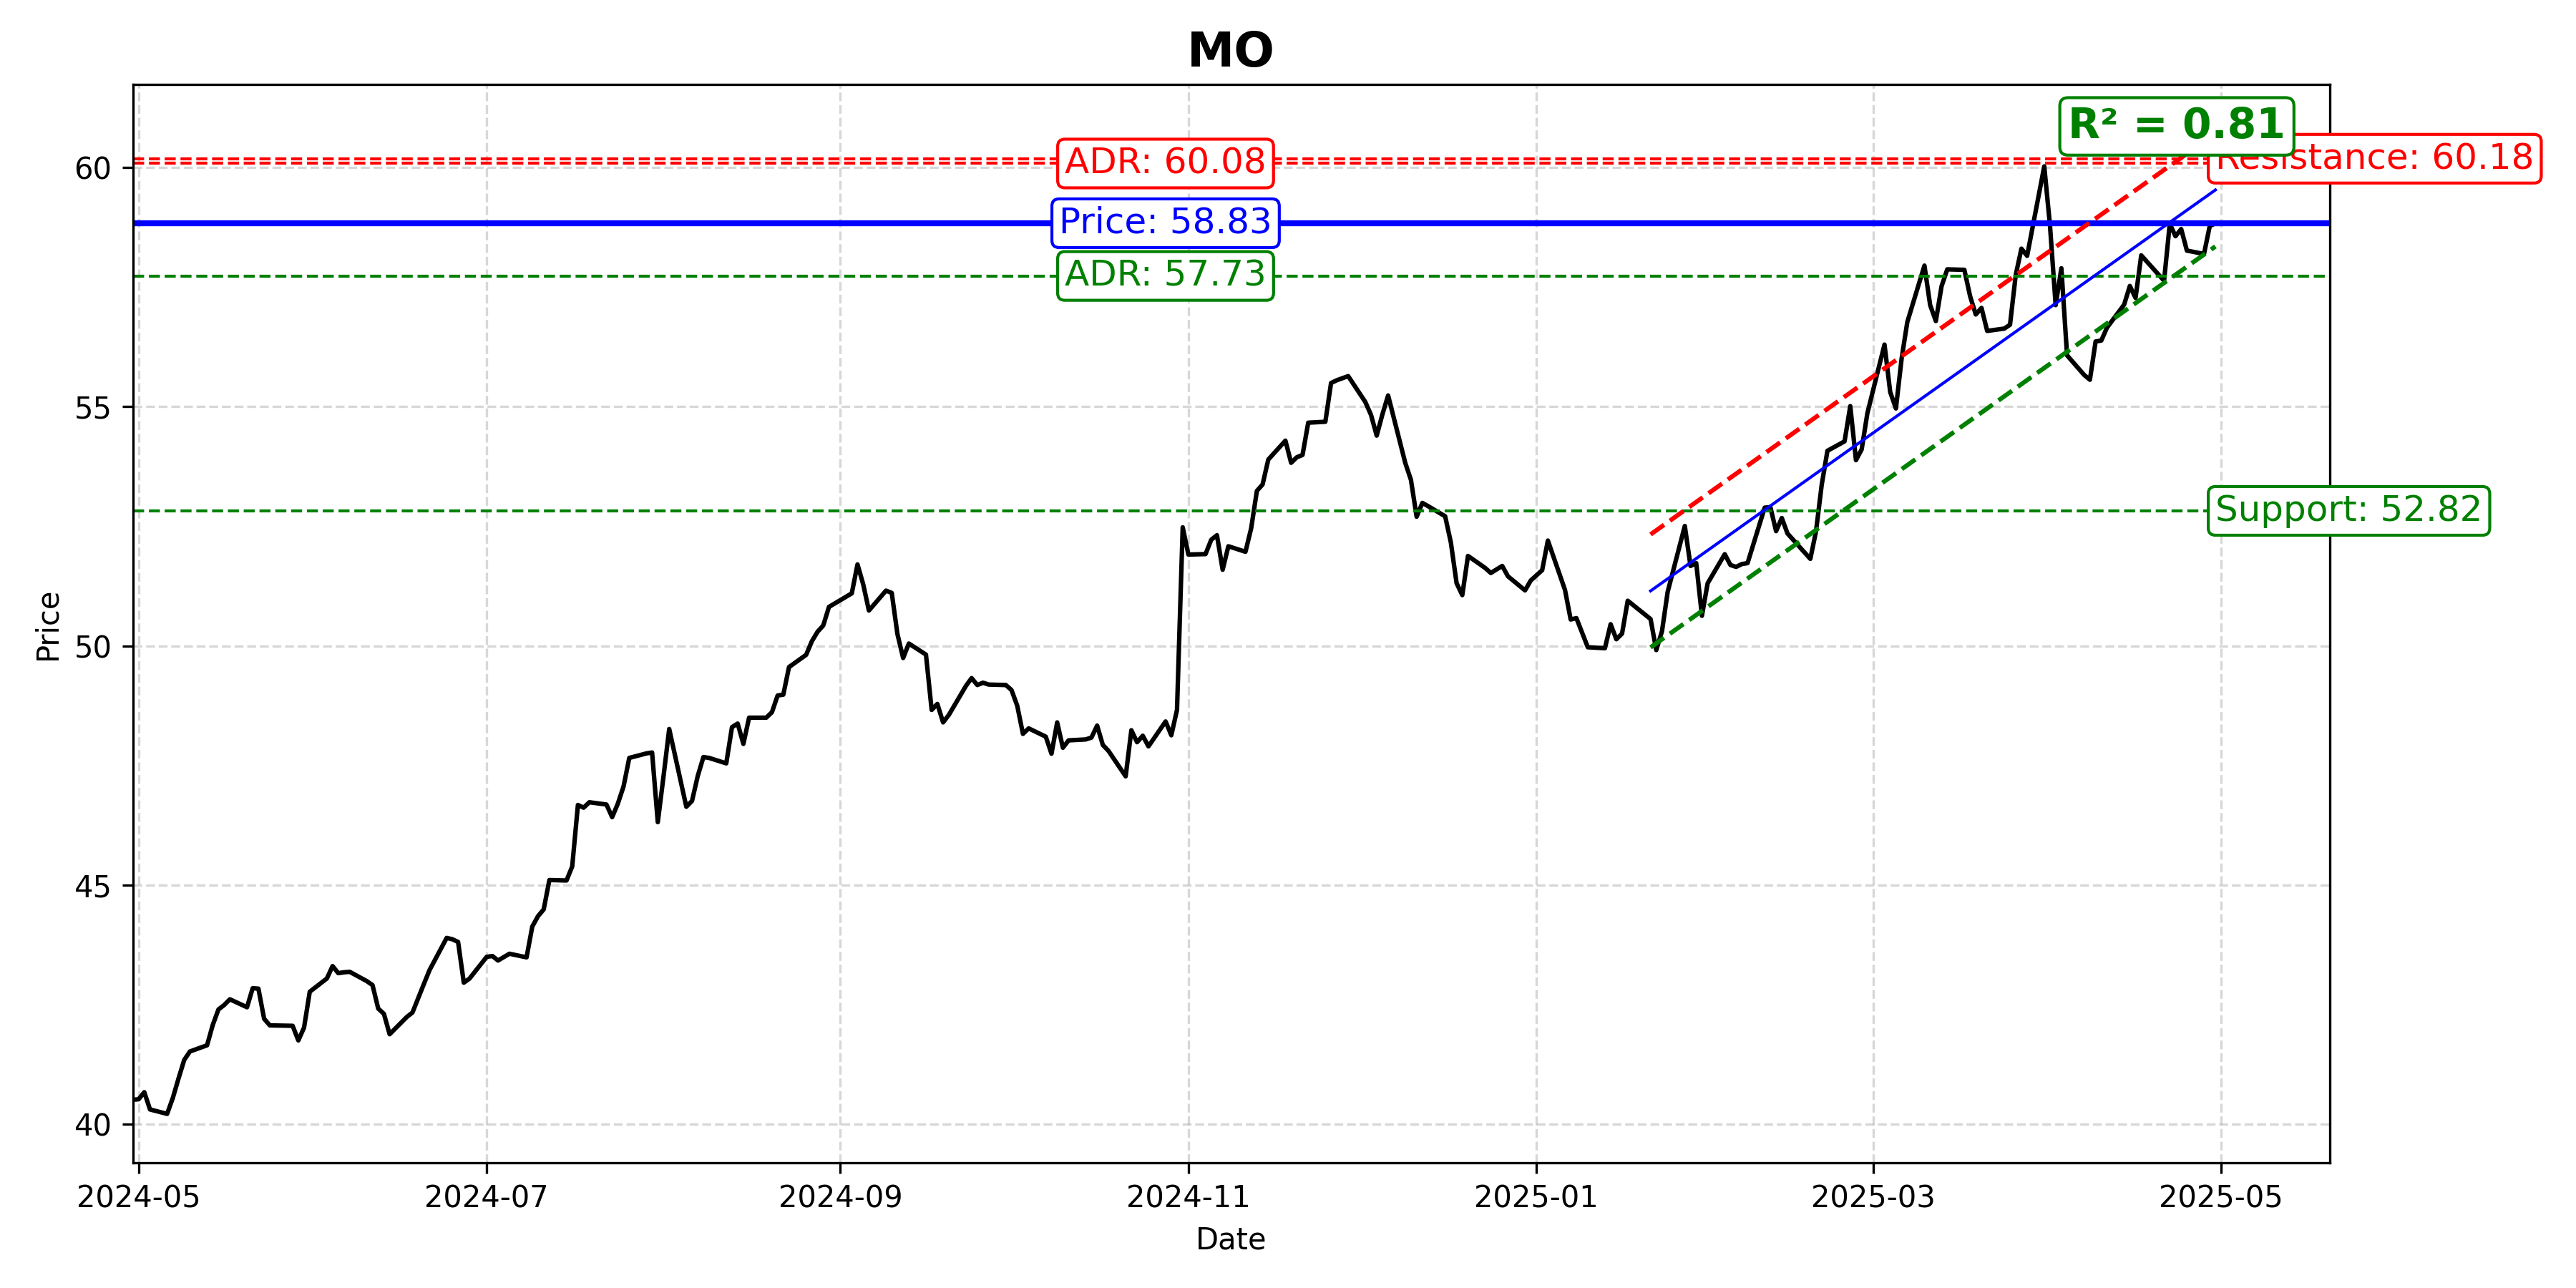 MO
R² = 0.81
Resistance: 60.18
ADR: 60.08
Price: 58.83
ADR: 57.73
Support: 52.82
60
55
50
45
40
Price
2024-05
2024-07
2024-09
2024-11
2025-01
2025-03
2025-05
Date